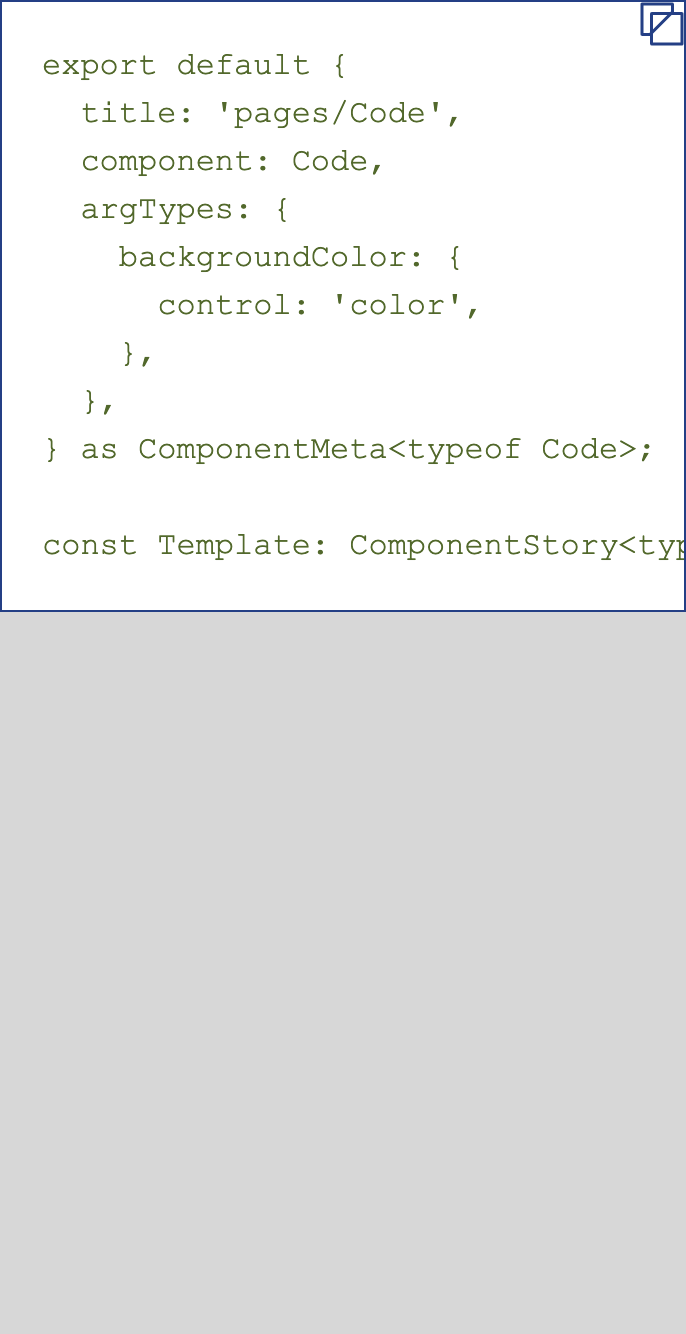 export default {
  title: 'pages/Code',
  component: Code,
  argTypes: {
    backgroundColor: {
      control: 'color',
    },
  },
} as ComponentMeta<typeof Code>;
const Template: ComponentStory<typ